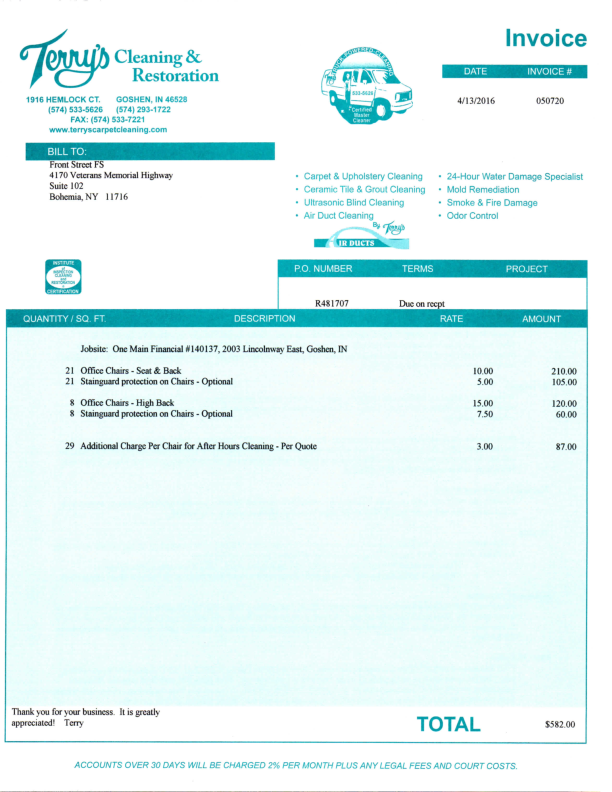 Terry's Cleaning &
Restoration
1916 HEMLOCK CT. GOSHEN, IN 46528
(574) 533-5626 (574) 293-1722
FAX: (574) 533-7221
www.terryscarpetcleaning.com
TRUCK-POWERED-CLEANING
533-5626
Certified
Master
Cleaner
Invoice
DATE INVOICE #
4/13/2016 050720
BILL TO:
Front Street FS
4170 Veterans Memorial Highway
Suite 102
Bohemia, NY 11716
• Carpet & Upholstery Cleaning
• Ceramic Tile & Grout Cleaning
• Ultrasonic Blind Cleaning
• Air Duct Cleaning
• 24-Hour Water Damage Specialist
• Mold Remediation
• Smoke & Fire Damage
• Odor Control
By Terry's
IR DUCTS
INSTITUTE
of
INSPECTION
CLEANING
and
RESTORATION
CERTIFICATION
P.O. NUMBER TERMS PROJECT
R481707 Due on recpt
QUANTITY / SQ. FT. DESCRIPTION RATE AMOUNT
Jobsite: One Main Financial #140137, 2003 Lincolnway East, Goshen, IN
21 Office Chairs - Seat & Back 10.00 210.00
21 Stainguard protection on Chairs - Optional 5.00 105.00
8 Office Chairs - High Back 15.00 120.00
8 Stainguard protection on Chairs - Optional 7.50 60.00
29 Additional Charge Per Chair for After Hours Cleaning - Per Quote 3.00 87.00
Thank you for your business. It is greatly
appreciated! Terry
TOTAL $582.00
ACCOUNTS OVER 30 DAYS WILL BE CHARGED 2% PER MONTH PLUS ANY LEGAL FEES AND COURT COSTS.